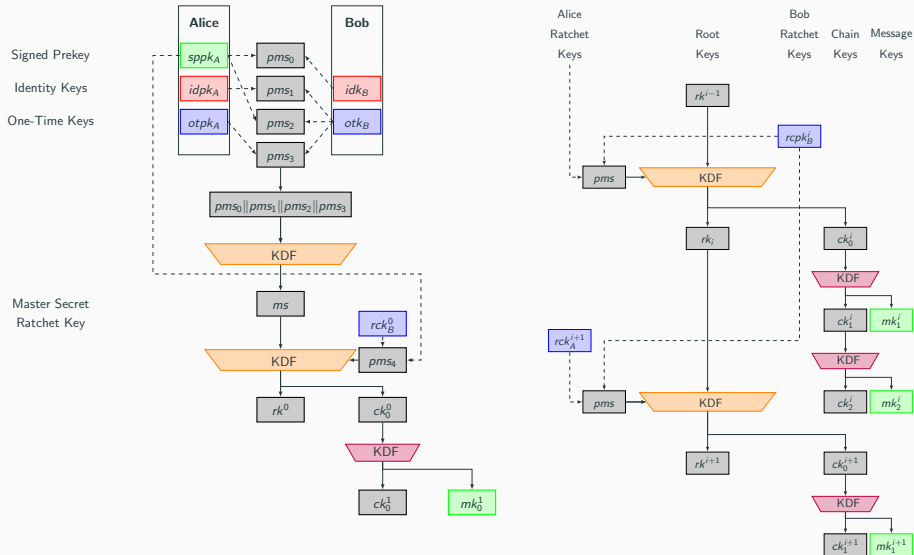 Alice
Bob
Signed Prekey
sppk_A
pms_0
Identity Keys
idpk_A
pms_1
idk_B
One-Time Keys
otpk_A
pms_2
otk_B
pms_3
pms_0||pms_1||pms_2||pms_3
KDF
Master Secret
ms
Ratchet Key
rck_B^0
KDF
pms_4
rk^0
ck_0^0
KDF
ck_0^1
mk_0^1
Alice
Ratchet
Keys
Root
Keys
Bob
Ratchet
Keys
Chain
Keys
Message
Keys
rk^{i−1}
rcpk_B^i
pms
KDF
rk_i
ck_0^i
KDF
ck_1^i
mk_1^i
rck_A^{i+1}
KDF
pms
KDF
ck_2^i
mk_2^i
rk^{i+1}
ck_0^{i+1}
KDF
ck_1^{i+1}
mk_1^{i+1}